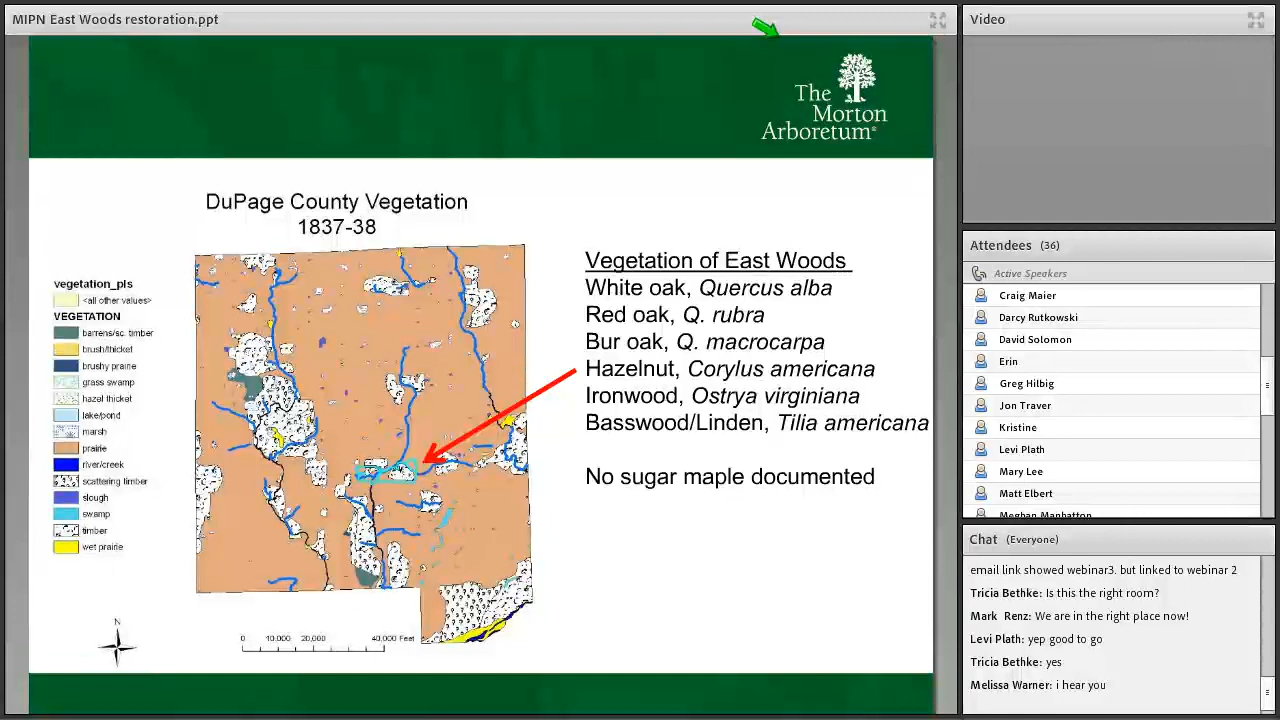 MIPN East Woods restoration.ppt
The
Morton
Arboretum®
DuPage County Vegetation
1837-38
vegetation_pls
<all other values>
VEGETATION
barrens/sc. timber
brush/thicket
brushy prairie
grass swamp
hazel thicket
lake/pond
marsh
prairie
river/creek
scattering timber
slough
swamp
timber
wet prairie
N
0 10,000 20,000 40,000 Feet
Vegetation of East Woods
White oak, Quercus alba
Red oak, Q. rubra
Bur oak, Q. macrocarpa
Hazelnut, Corylus americana
Ironwood, Ostrya virginiana
Basswood/Linden, Tilia americana
No sugar maple documented
Video
Attendees (36)
Active Speakers
Craig Maier
Darcy Rutkowski
David Solomon
Erin
Greg Hilbig
Jon Traver
Kristine
Levi Plath
Mary Lee
Matt Elbert
Chat (Everyone)
email link showed webinar3. but linked to webinar 2
Tricia Bethke: Is this the right room?
Mark Renz: We are in the right place now!
Levi Plath: yep good to go
Tricia Bethke: yes
Melissa Warner: i hear you